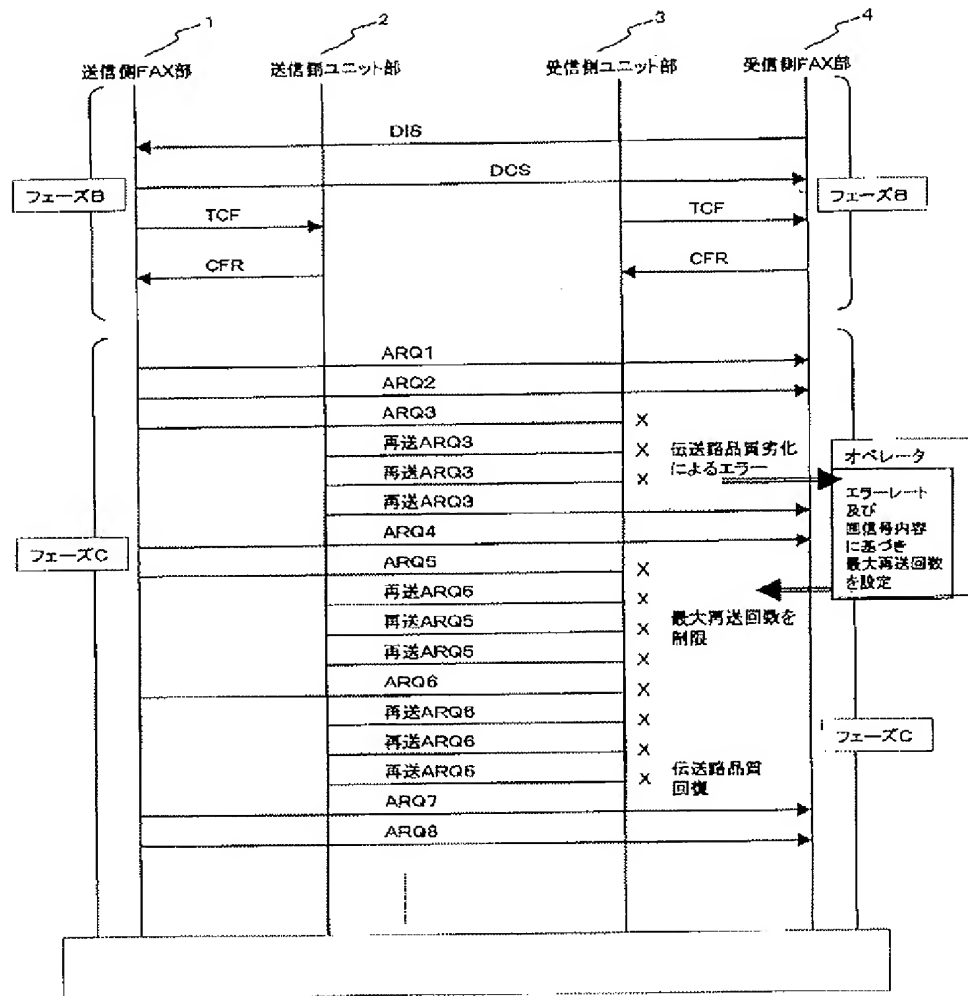 1
2
3
4
送信側FAX部
送信側ユニット部
受信側ユニット部
受信側FAX部
DIS
DCS
フェーズB
フェーズB
TCF
TCF
CFR
CFR
ARQ1
ARQ2
ARQ3
X
再送ARQ3
X
伝送路品質劣化
によるエラー
再送ARQ3
X
再送ARQ3
オペレータ
エラーレート
及び
画信号内容
に基づき
最大再送回数
を設定
フェーズC
ARQ4
ARQ5
X
再送ARQ6
X
最大再送回数を
制限
再送ARQ5
X
再送ARQ5
X
ARQ6
X
再送ARQ6
X
フェーズC
再送ARQ6
X
再送ARQ6
X
伝送路品質
回復
ARQ7
ARQ8